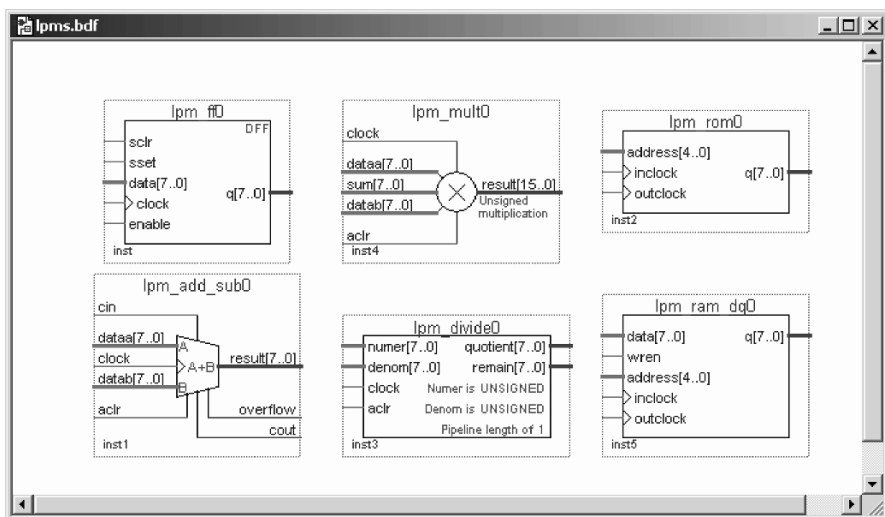 lpms.bdf
lpm_ff0
DFF
sclr
sset
data[7..0]
q[7..0]
clock
enable
inst
lpm_mult0
clock
dataa[7..0]
sum[7..0]
result[15..0]
datab[7..0]
Unsigned
multiplication
aclr
inst4
lpm_rom0
address[4..0]
inclock
q[7..0]
outclock
inst2
lpm_add_sub0
cin
dataa[7..0]
A
clock
A+B
result[7..0]
datab[7..0]
B
aclr
overflow
cout
inst1
lpm_divide0
numer[7..0] quotient[7..0]
denom[7..0] remain[7..0]
clock Numer is UNSIGNED
aclr Denom is UNSIGNED
Pipeline length of 1
inst3
lpm_ram_dq0
data[7..0] q[7..0]
wren
address[4..0]
inclock
outclock
inst5